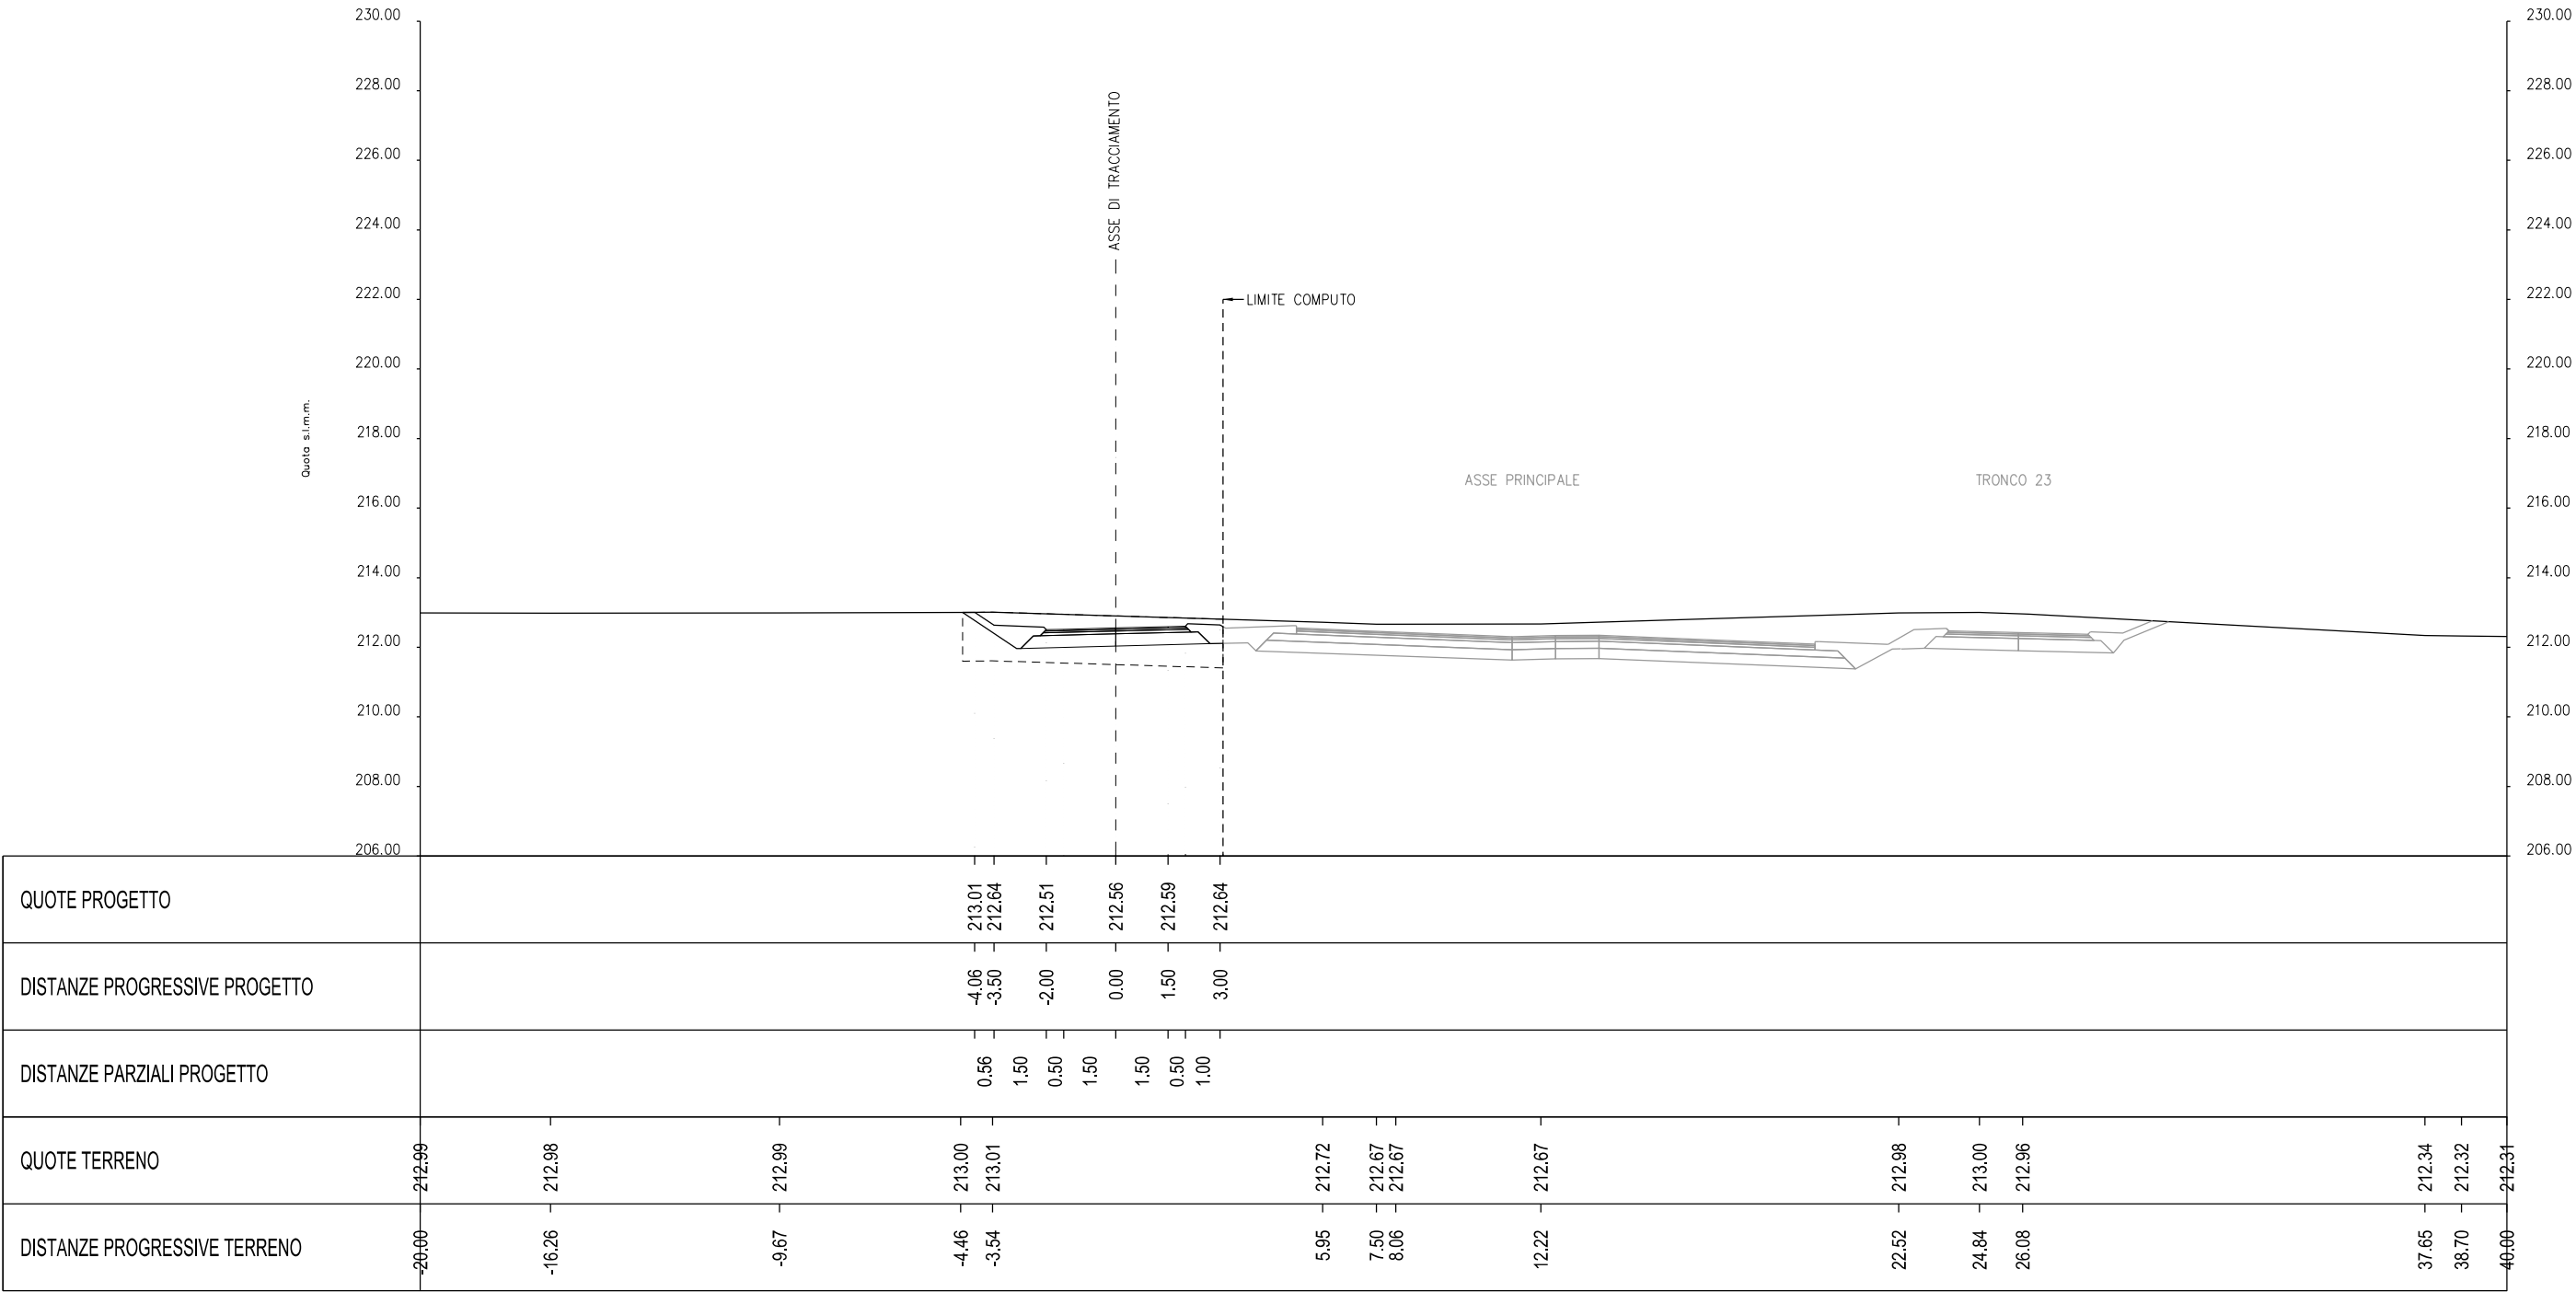 230.00 230.00
228.00 228.00
226.00 226.00
224.00 224.00
222.00 222.00
220.00 220.00
218.00 218.00
216.00 216.00
214.00 214.00
212.00 212.00
210.00 210.00
208.00 208.00
206.00 206.00
Quota s.l.m.m.
ASSE DI TRACCIAMENTO
LIMITE COMPUTO
ASSE PRINCIPALE
TRONCO 23
QUOTE PROGETTO 213.01 212.64 212.51 212.56 212.59 212.64
DISTANZE PROGRESSIVE PROGETTO -4.06 -3.50 -2.00 0.00 1.50 3.00
DISTANZE PARZIALI PROGETTO 0.56 1.50 0.50 1.50 1.50 0.50 1.00
QUOTE TERRENO 212.99 212.98 212.99 213.00 213.01 212.72 212.67 212.67 212.67 212.98 213.00 212.96 212.34 212.32 212.31
DISTANZE PROGRESSIVE TERRENO -20.00 -16.26 -9.67 -4.46 -3.54 5.95 7.50 8.06 12.22 22.52 24.84 26.08 37.65 38.70 40.00